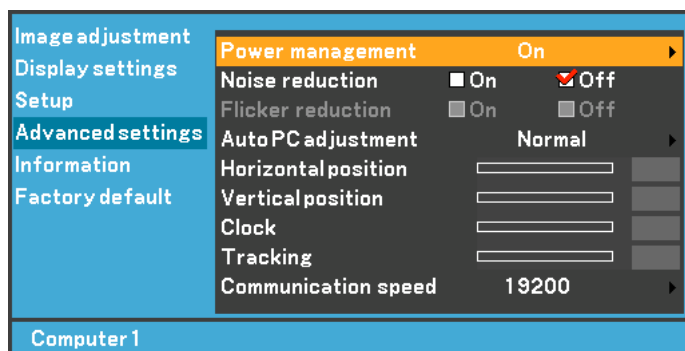 Image adjustment
Display settings
Setup
Advanced settings
Information
Factory default
Power management On
Noise reduction On Off
Flicker reduction On Off
Auto PC adjustment Normal
Horizontal position
Vertical position
Clock
Tracking
Communication speed 19200
Computer 1